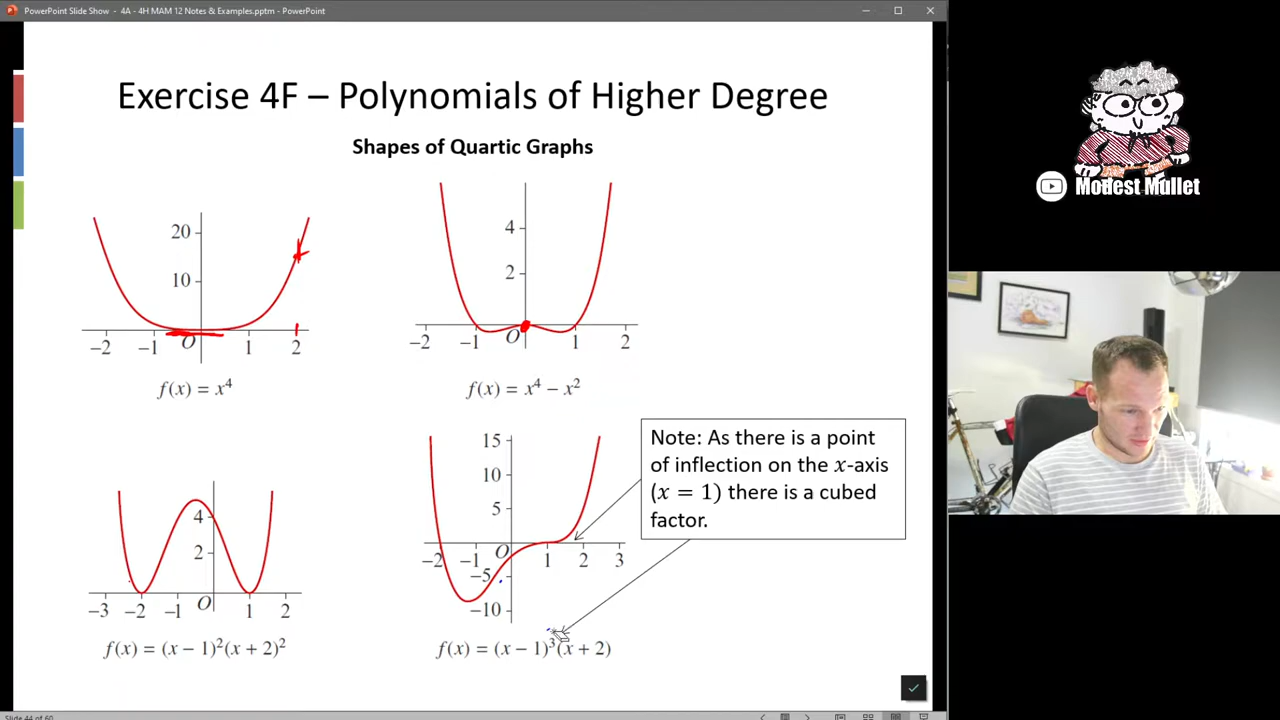 PowerPoint Slide Show - 4A - 4H MAM 12 Notes & Examples.pptm - PowerPoint
Exercise 4F – Polynomials of Higher Degree
Shapes of Quartic Graphs
Modest Mullet
20
10
O
−2 −1 1 2
f(x) = x⁴
4
2
O
−2 −1 1 2
f(x) = x⁴ − x²
4
2
O
−3 −2 −1 1 2
f(x) = (x − 1)²(x + 2)²
15
10
5
O
−2 −1 1 2 3
−5
−10
f(x) = (x − 1)³(x + 2)
Note: As there is a point
of inflection on the x-axis
(x = 1) there is a cubed
factor.
Slide 44 of 60